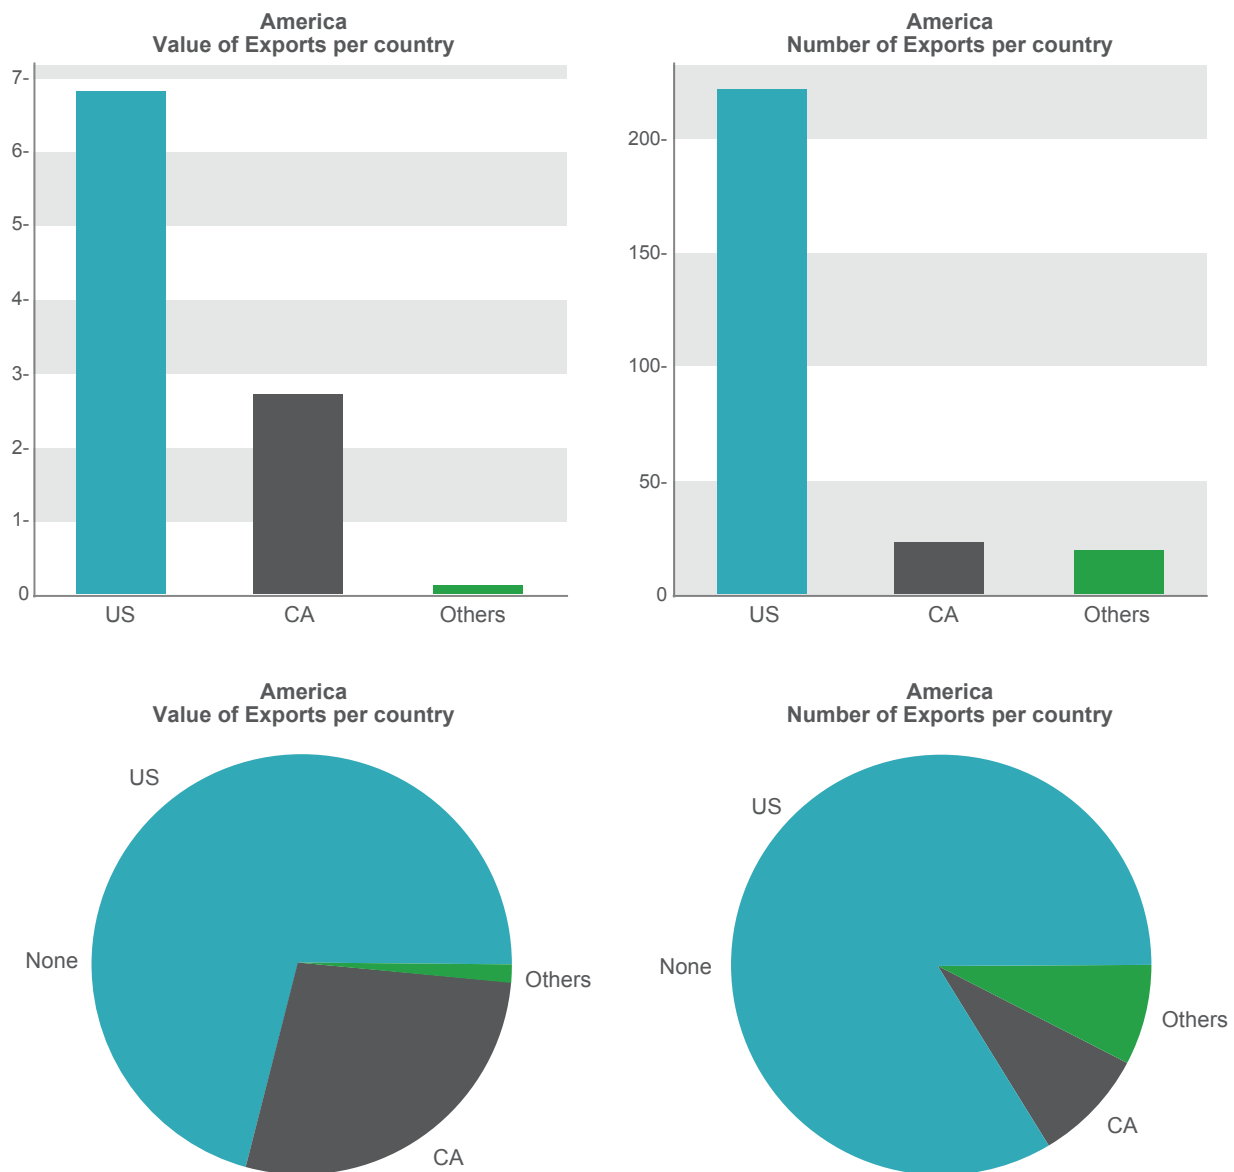 America
Value of Exports per country
7-
6-
5-
4-
3-
2-
1-
0
US CA Others
America
Number of Exports per country
200-
150-
100-
50-
0
US CA Others
America
Value of Exports per country
US
None
Others
CA
America
Number of Exports per country
US
None
Others
CA